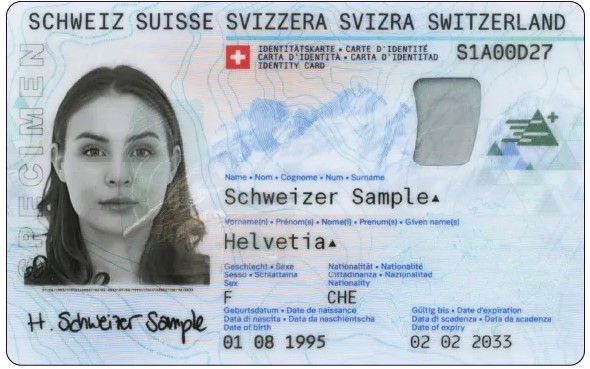 SCHWEIZ SUISSE SVIZZERA SVIZRA SWITZERLAND
IDENTITÄTSKARTE • CARTE D'IDENTITÉ
CARTA D'IDENTITÀ • CARTA D'IDENTITAD
IDENTITY CARD
S1A00D27
SPECIMEN
Name • Nom • Cognome • Num • Surname
Schweizer Sample▲
Vorname(n) • Prénom(s) • Nome(i) • Prenum(s) • Given name(s)
Helvetia▲
Geschlecht • Sexe
Sesso • Schlattaina
Sex
Nationalität • Nationalité
Cittadinanza • Naziunalitad
Nationality
F
CHE
Geburtsdatum • Date de naissance
Data di nascita • Data da naschientscha
Date of birth
Gültig bis • Date d'expiration
Data di scadenza • Data da scadenza
Date of expiry
01 08 1995
02 02 2033
H. Schweizer Sample